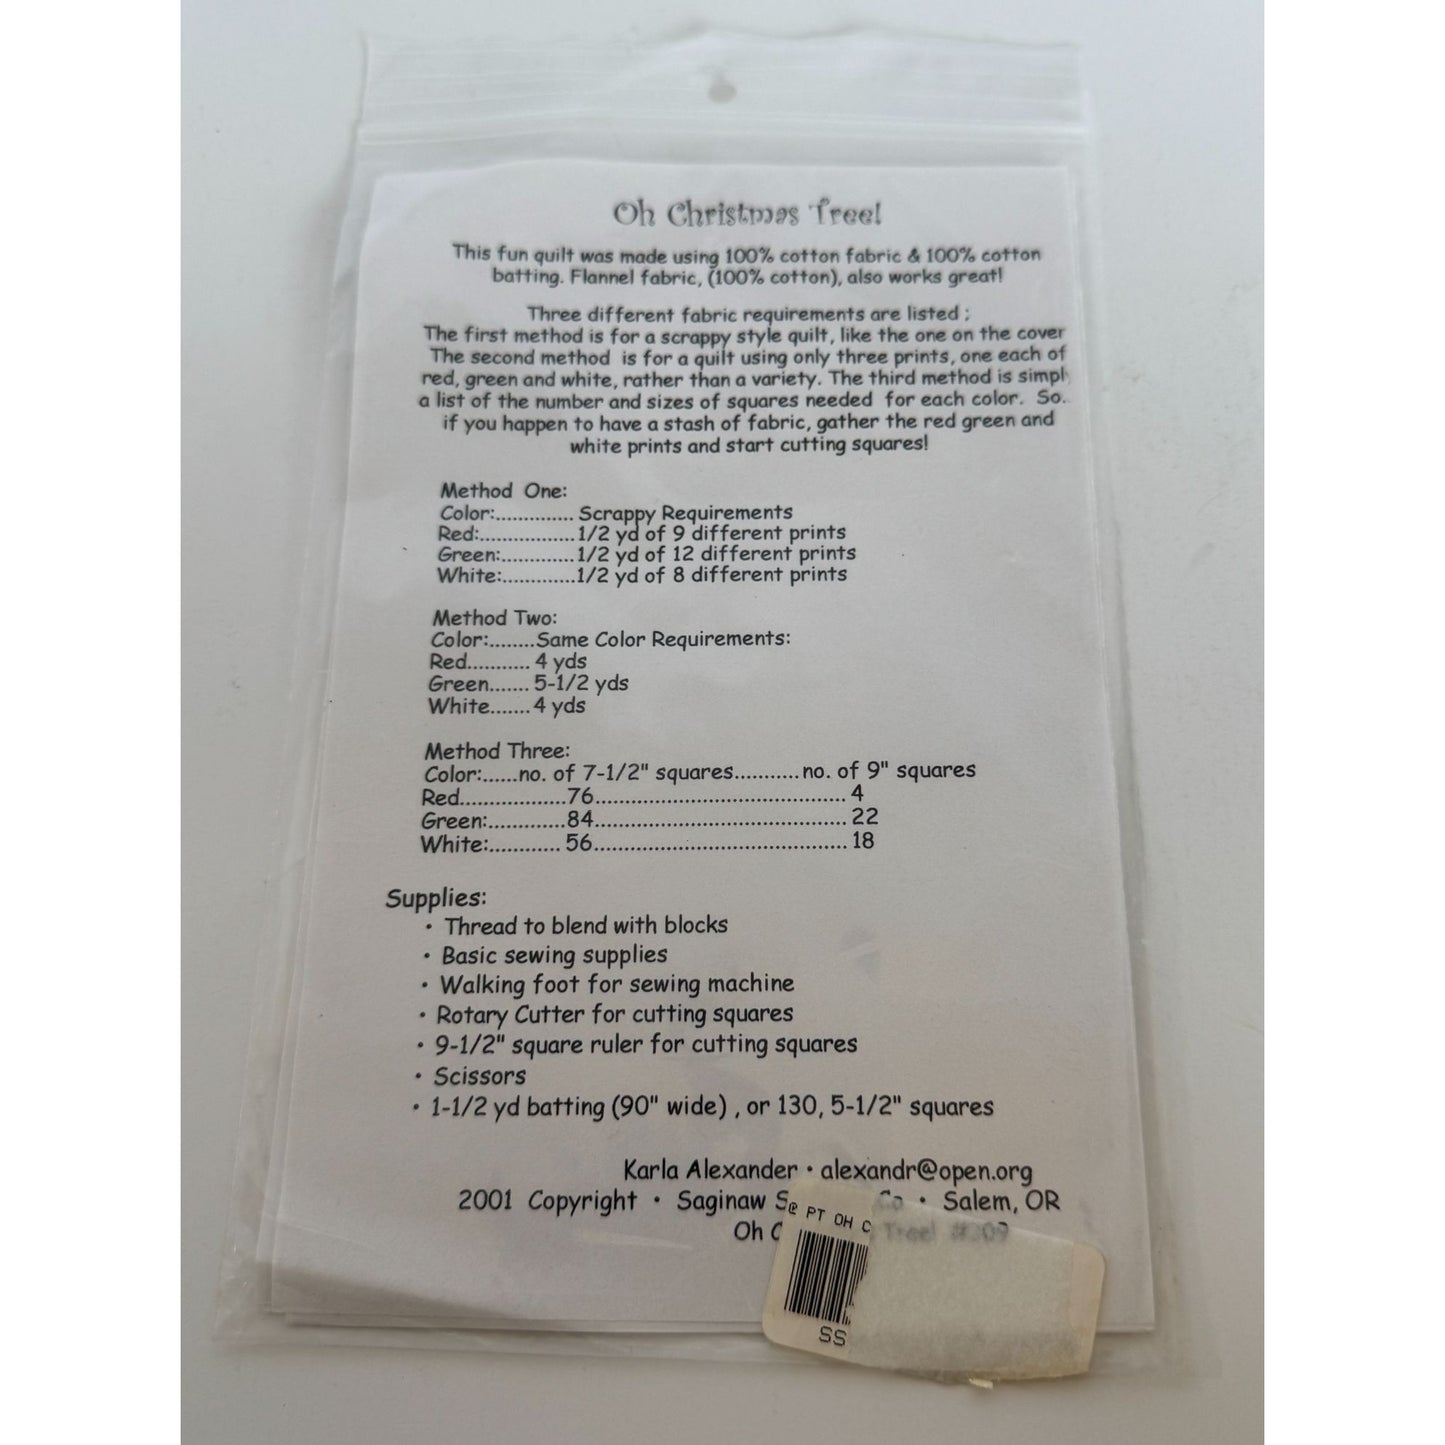 Oh Christmas Tree!
This fun quilt was made using 100% cotton fabric & 100% cotton
batting. Flannel fabric, (100% cotton), also works great!
Three different fabric requirements are listed ;
The first method is for a scrappy style quilt, like the one on the cover
The second method is for a quilt using only three prints, one each of
red, green and white, rather than a variety. The third method is simpl
a list of the number and sizes of squares needed for each color. So.
if you happen to have a stash of fabric, gather the red green and
white prints and start cutting squares!
Method One:
Color:.............. Scrappy Requirements
Red:..................1/2 yd of 9 different prints
Green:..............1/2 yd of 12 different prints
White:..............1/2 yd of 8 different prints
Method Two:
Color:........Same Color Requirements:
Red........... 4 yds
Green....... 5-1/2 yds
White.......4 yds
Method Three:
Color:......no. of 7-1/2" squares...........no. of 9" squares
Red..................76.......................................... 4
Green:.............84.......................................... 22
White:............ 56.......................................... 18
Supplies:
• Thread to blend with blocks
• Basic sewing supplies
• Walking foot for sewing machine
• Rotary Cutter for cutting squares
• 9-1/2" square ruler for cutting squares
• Scissors
• 1-1/2 yd batting (90" wide) , or 130, 5-1/2" squares
Karla Alexander • alexandr@open.org
2001 Copyright • Saginaw S Co • Salem, OR
Oh C Tree!
@ PT OH C
SS